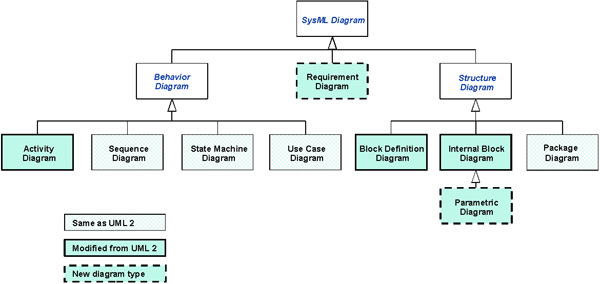 SysML Diagram
Behavior
Diagram
Requirement
Diagram
Structure
Diagram
Activity
Diagram
Sequence
Diagram
State Machine
Diagram
Use Case
Diagram
Block Definition
Diagram
Internal Block
Diagram
Package
Diagram
Parametric
Diagram
Same as UML 2
Modified from UML 2
New diagram type